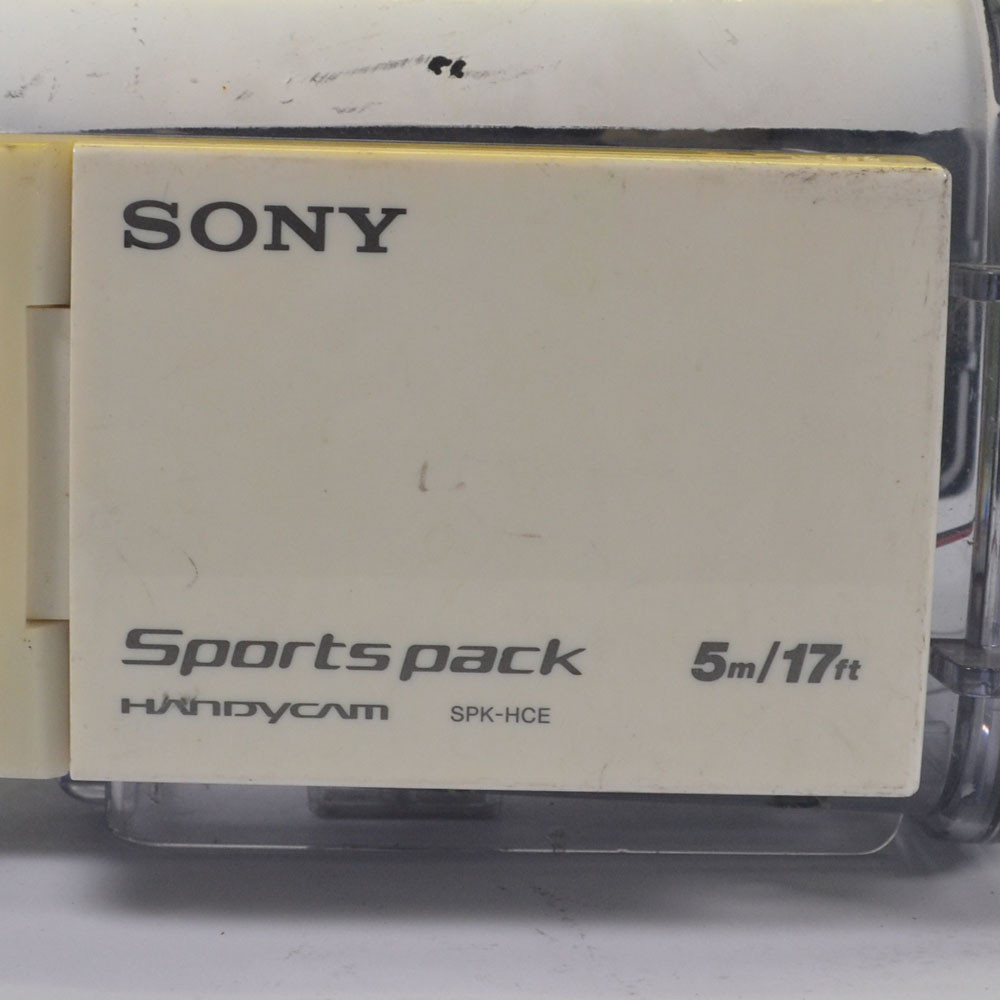 SONY
Sports pack 5m/17ft
HANDYCAM SPK-HCE